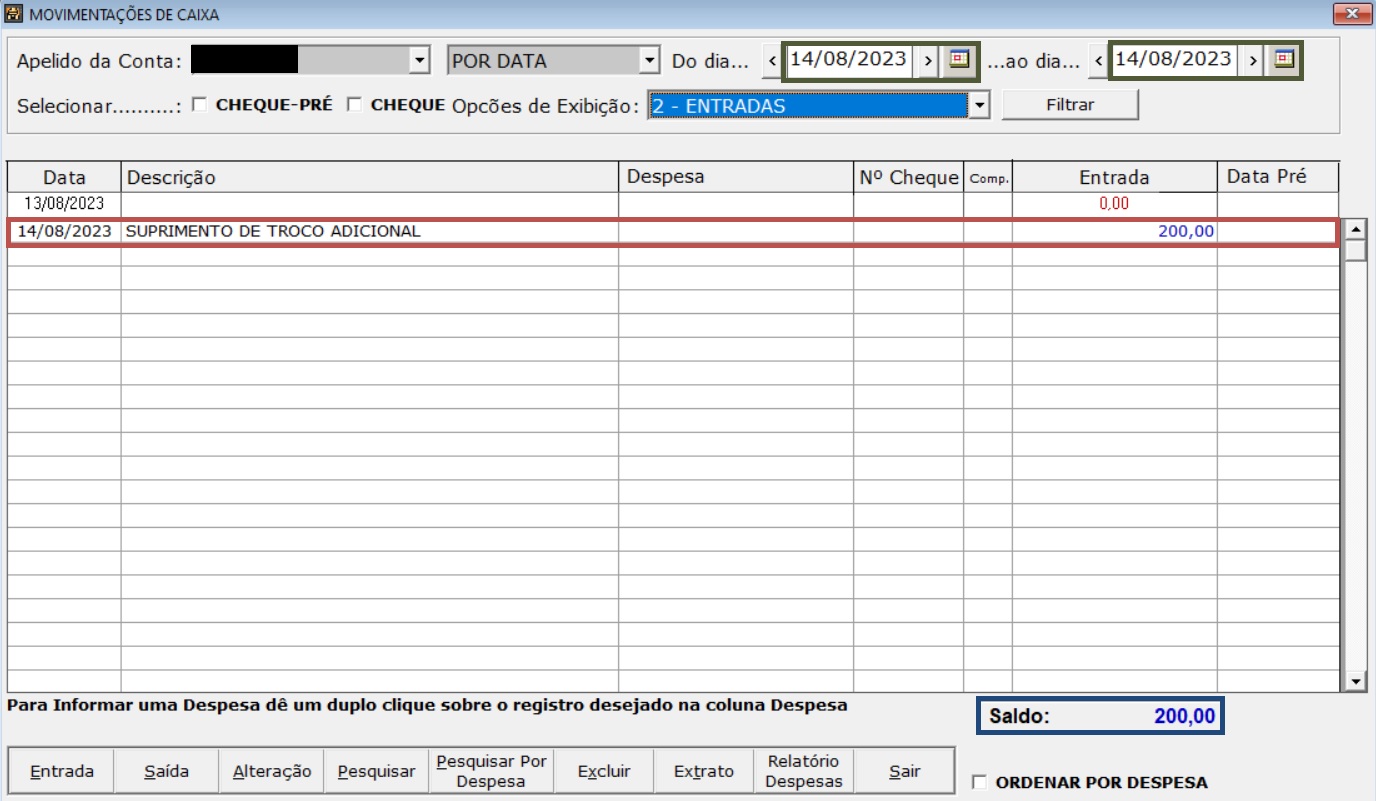 MOVIMENTAÇÕES DE CAIXA
Apelido da Conta: POR DATA Do dia... < 14/08/2023 > ...ao dia... < 14/08/2023 >
Selecionar..........: CHEQUE-PRÉ CHEQUE Opcões de Exibição: 2 - ENTRADAS Filtrar
Data Descrição Despesa Nº Cheque Comp. Entrada Data Pré
13/08/2023 0,00
14/08/2023 SUPRIMENTO DE TROCO ADICIONAL 200,00
Para Informar uma Despesa dê um duplo clique sobre o registro desejado na coluna Despesa
Saldo: 200,00
Entrada Saída Alteração Pesquisar Pesquisar Por Despesa Excluir Extrato Relatório Despesas Sair
ORDENAR POR DESPESA